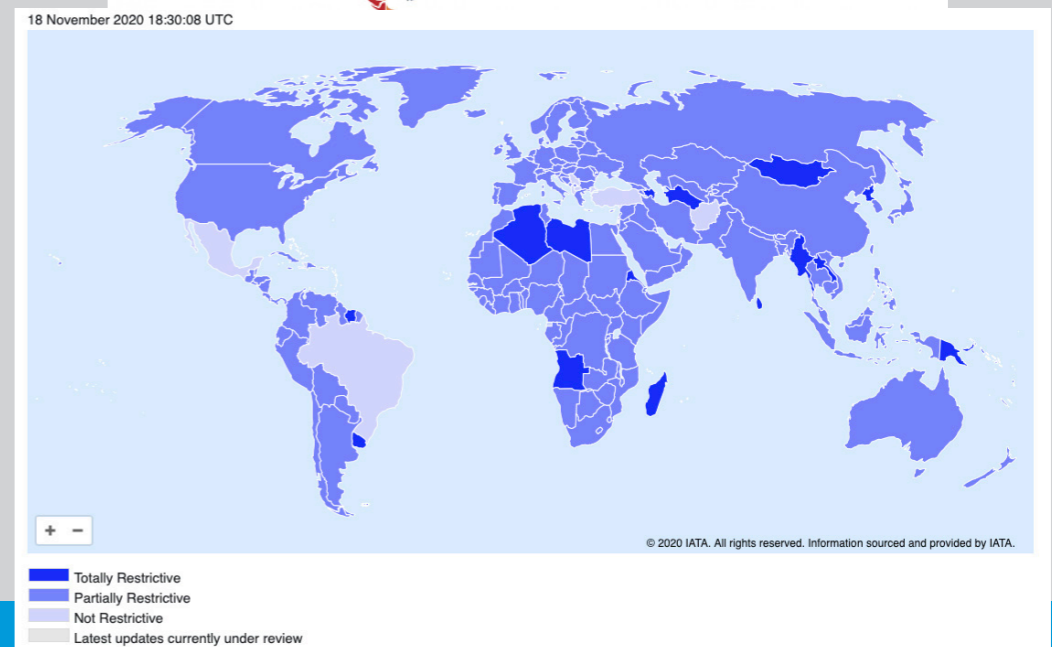 18 November 2020 18:30:08 UTC
+ −
© 2020 IATA. All rights reserved. Information sourced and provided by IATA.
Totally Restrictive
Partially Restrictive
Not Restrictive
Latest updates currently under review